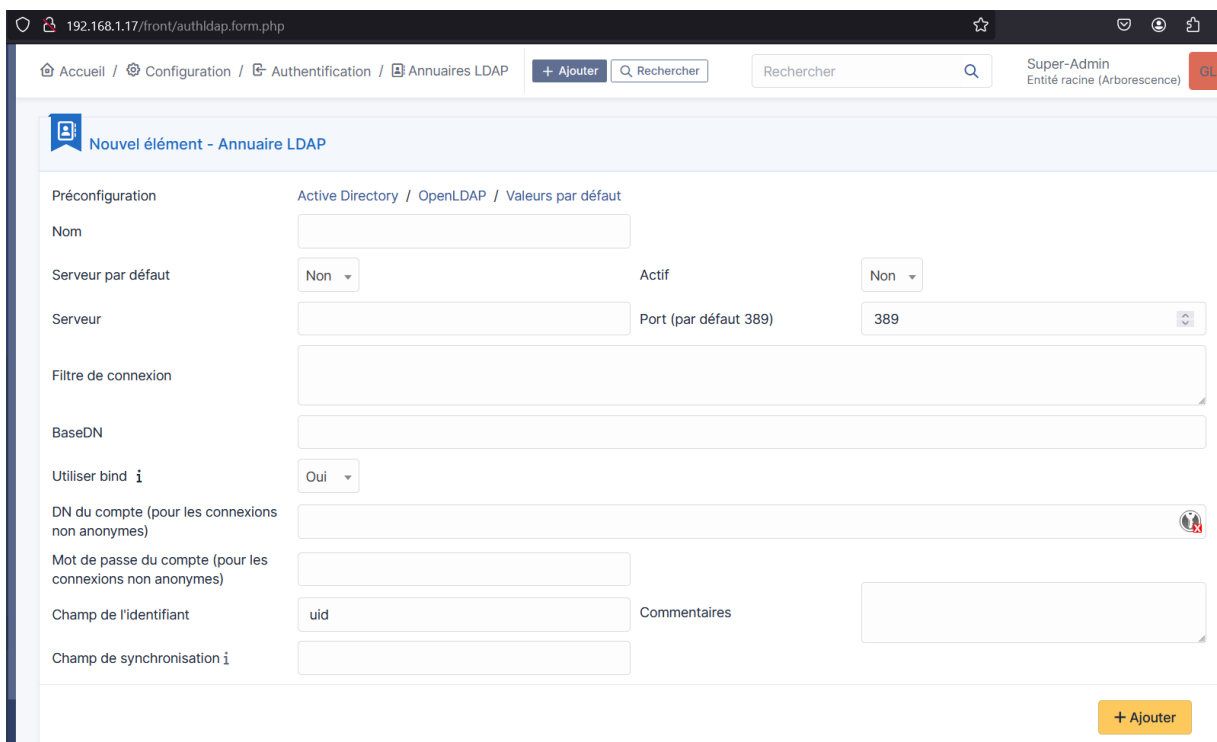 192.168.1.17/front/authldap.form.php
Accueil / Configuration / Authentification / Annuaires LDAP + Ajouter Rechercher Rechercher Super-Admin
Entité racine (Arborescence) GL
Nouvel élément - Annuaire LDAP
Préconfiguration Active Directory / OpenLDAP / Valeurs par défaut
Nom
Serveur par défaut Non Actif Non
Serveur Port (par défaut 389) 389
Filtre de connexion
BaseDN
Utiliser bind i Oui
DN du compte (pour les connexions
non anonymes)
Mot de passe du compte (pour les
connexions non anonymes)
Champ de l'identifiant uid Commentaires
Champ de synchronisation i
+ Ajouter